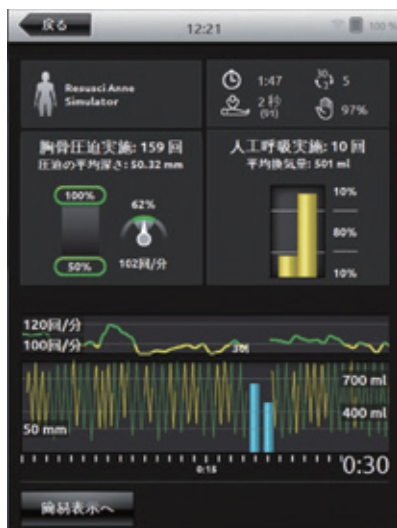 戻る
12:21
100 %
Resusci Anne
Simulator
1:47
30:2
5
2 秒
(91)
97%
胸骨圧迫実施: 159 回
圧迫の平均深さ: 50.32 mm
100%
62%
50%
102回/分
人工呼吸実施: 10 回
平均換気量: 501 ml
10%
80%
10%
120回/分
100回/分
50 mm
700 ml
400 ml
0:15
0:30
簡易表示へ